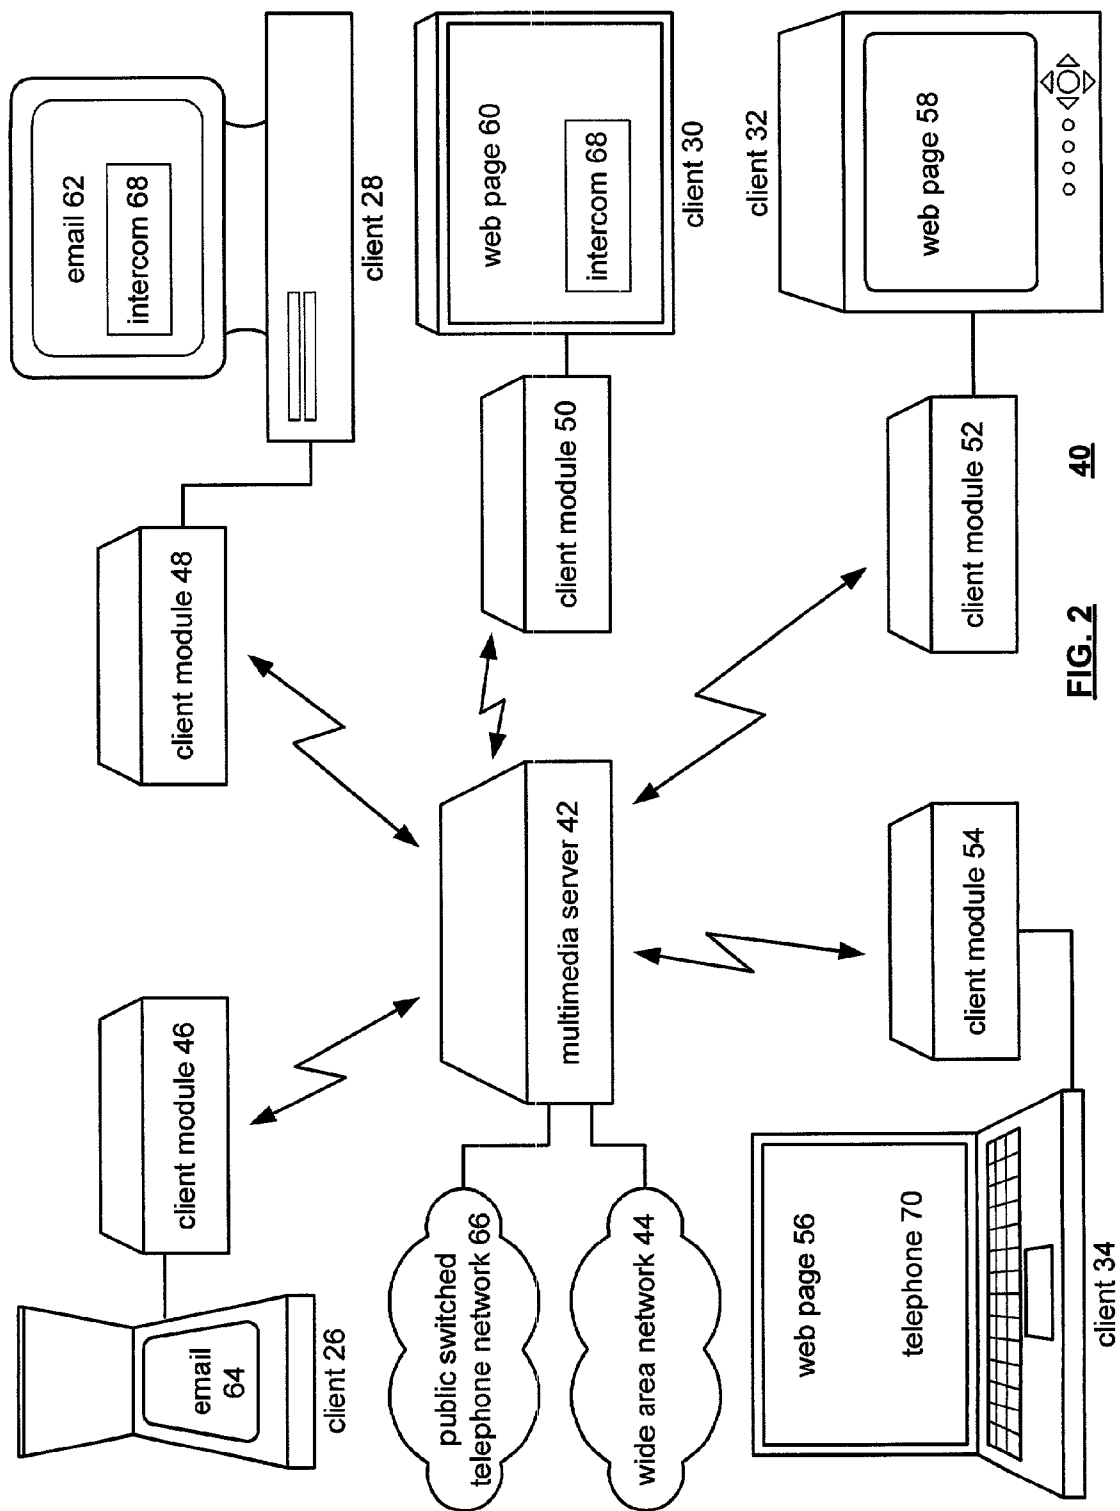 email
64
client 26
client module 46
client module 48
email 62
intercom 68
client 28
public switched
telephone network 66
wide area network 44
multimedia server 42
client module 50
web page 60
intercom 68
client 30
web page 56
telephone 70
client 34
client module 54
client module 52
client 32
web page 58
FIG. 2
40